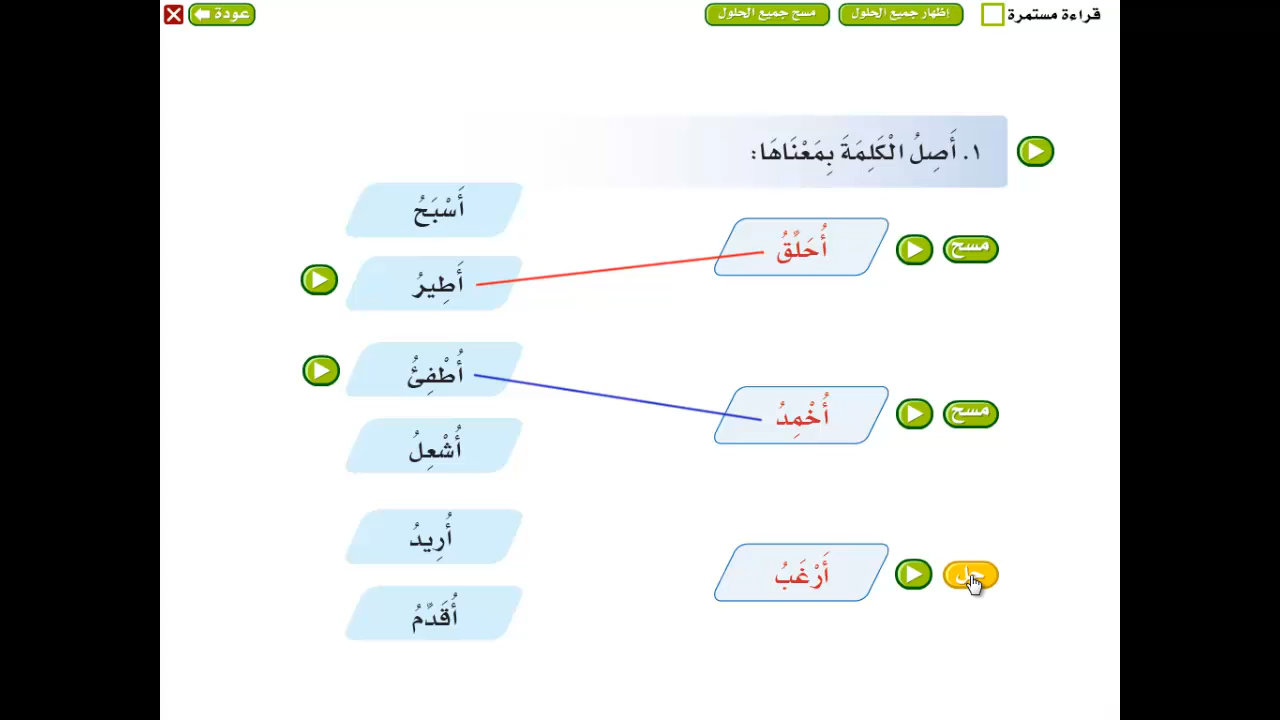 قراءة مستمرة
إظهار جميع الحلول
مسح جميع الحلول
عودة
١. أَصِلُ الْكَلِمَةَ بِمَعْنَاهَا:
أُحَلِّقُ
مسح
أَسْبَحُ
أَطِيرُ
أُخْمِدُ
مسح
أُطْفِئُ
أُشْعِلُ
أَرْغَبُ
حل
أُرِيدُ
أُقَدِّمُ